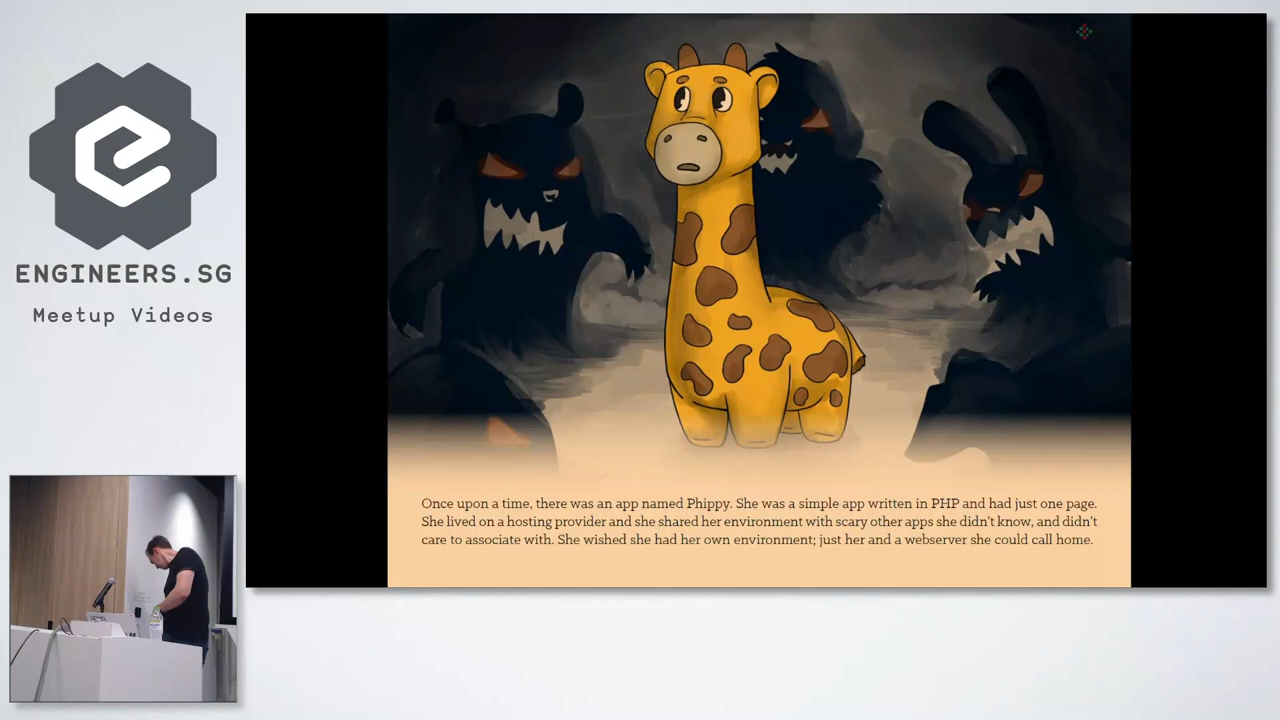 ENGINEERS.SG
Meetup Videos
Once upon a time, there was an app named Phippy. She was a simple app written in PHP and had just one page.
She lived on a hosting provider and she shared her environment with scary other apps she didn't know, and didn't
care to associate with. She wished she had her own environment; just her and a webserver she could call home.